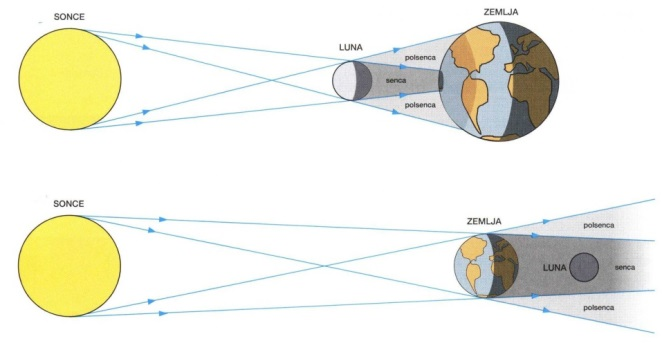 SONCE
ZEMLJA
LUNA
polsenca
senca
polsenca
SONCE
ZEMLJA
polsenca
LUNA
senca
polsenca